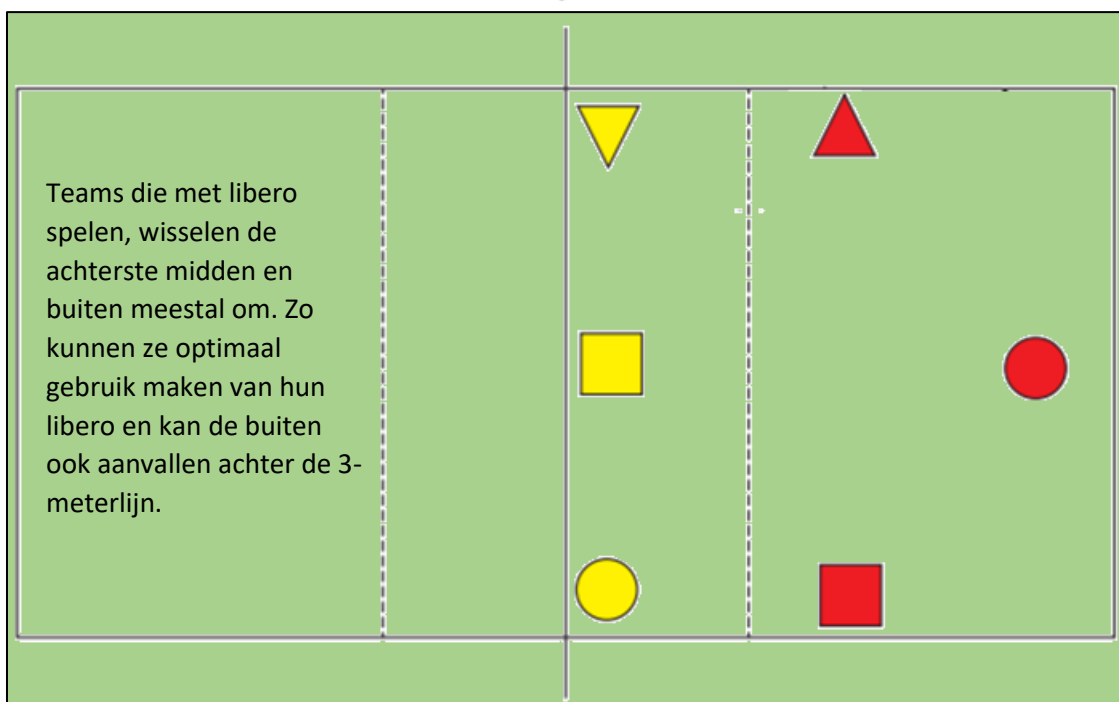 Teams die met libero
spelen, wisselen de
achterste midden en
buiten meestal om. Zo
kunnen ze optimaal
gebruik maken van hun
libero en kan de buiten
ook aanvallen achter de 3-
meterlijn.